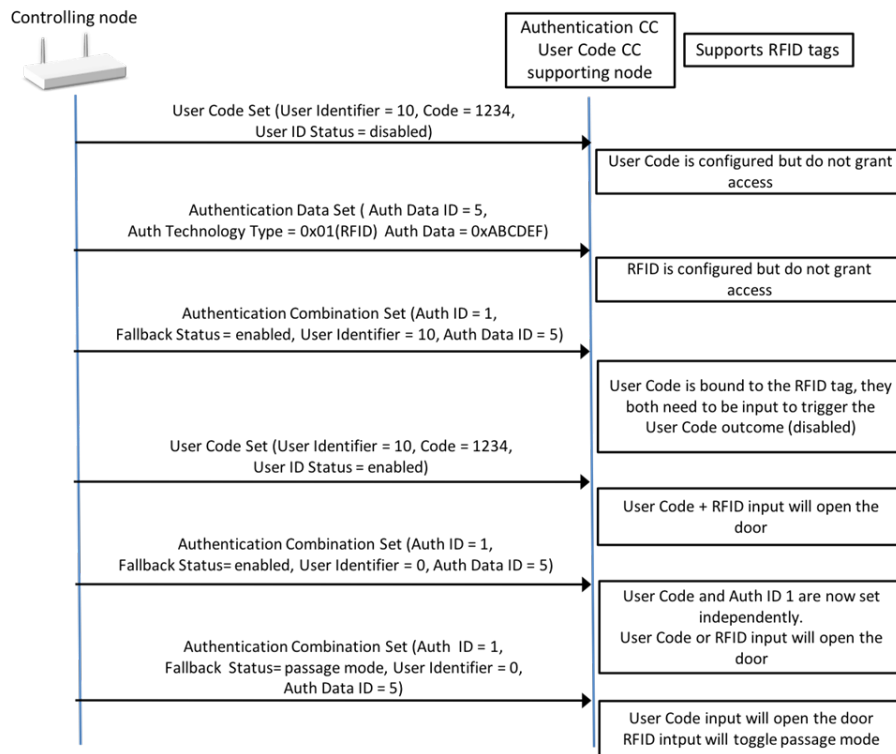 Controlling node
Authentication CC
User Code CC
supporting node
Supports RFID tags
User Code Set (User Identifier = 10, Code = 1234,
User ID Status = disabled)
User Code is configured but do not grant
access
Authentication Data Set ( Auth Data ID = 5,
Auth Technology Type = 0x01(RFID) Auth Data = 0xABCDEF)
RFID is configured but do not grant
access
Authentication Combination Set (Auth ID = 1,
Fallback Status= enabled, User Identifier = 10, Auth Data ID = 5)
User Code is bound to the RFID tag, they
both need to be input to trigger the
User Code outcome (disabled)
User Code Set (User Identifier = 10, Code = 1234,
User ID Status = enabled)
User Code + RFID input will open the
door
Authentication Combination Set (Auth ID = 1,
Fallback Status= enabled, User Identifier = 0, Auth Data ID = 5)
User Code and Auth ID 1 are now set
independently.
User Code or RFID input will open the
door
Authentication Combination Set (Auth ID = 1,
Fallback Status= passage mode, User Identifier = 0,
Auth Data ID = 5)
User Code input will open the door
RFID intput will toggle passage mode